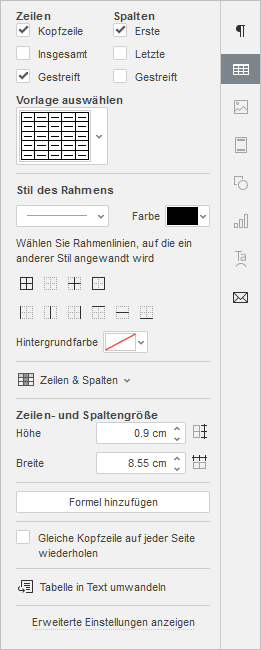 Zeilen Spalten
Kopfzeile Erste
Insgesamt Letzte
Gestreift Gestreift
Vorlage auswählen
Stil des Rahmens
Farbe
Wählen Sie Rahmenlinien, auf die ein
anderer Stil angewandt wird
Hintergrundfarbe
Zeilen & Spalten
Zeilen- und Spaltengröße
Höhe 0.9 cm
Breite 8.55 cm
Formel hinzufügen
Gleiche Kopfzeile auf jeder Seite
wiederholen
Tabelle in Text umwandeln
Erweiterte Einstellungen anzeigen
¶
Ta